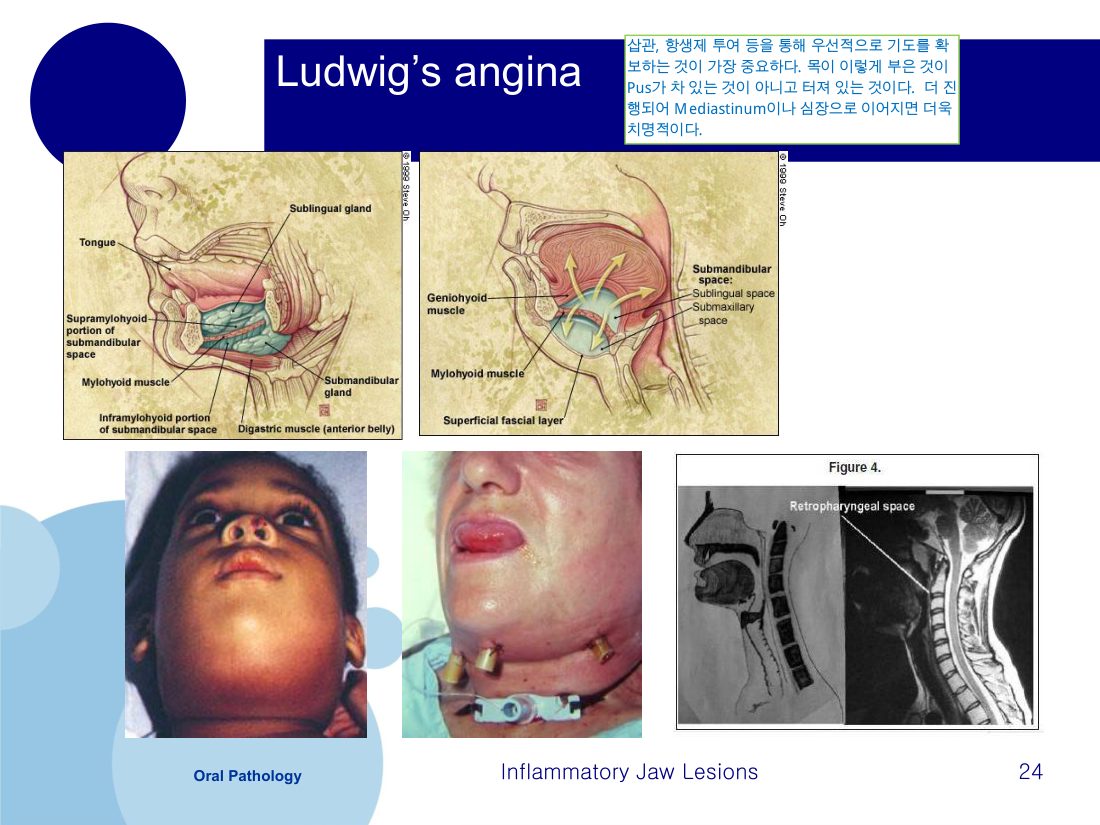 Ludwig's angina
삽관, 항생제 투여 등을 통해 우선적으로 기도를 확
보하는 것이 가장 중요하다. 목이 이렇게 부은 것이
Pus가 차 있는 것이 아니고 터져 있는 것이다. 더 진
행되어 Mediastinum이나 심장으로 이어지면 더욱
치명적이다.
Sublingual gland
Tongue
Supramylohyoid
portion of
submandibular
space
Mylohyoid muscle
Inframylohyoid portion
of submandibular space
Submandibular
gland
Digastric muscle (anterior belly)
© 1999 Steve Oh
Geniohyoid
muscle
Submandibular
space:
Sublingual space
Submaxillary
space
Mylohyoid muscle
Superficial fascial layer
© 1999 Steve Oh
Figure 4.
Retropharyngeal space
Oral Pathology
Inflammatory Jaw Lesions
24